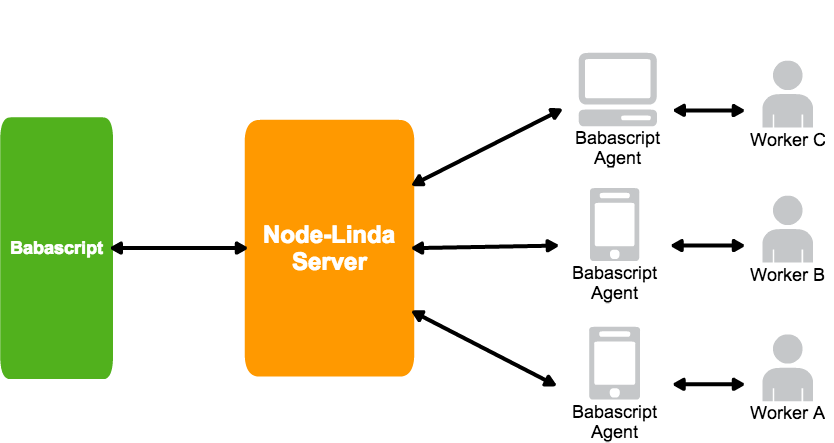 Babascript
Node-Linda
Server
Babascript
Agent
Worker C
Babascript
Agent
Worker B
Babascript
Agent
Worker A